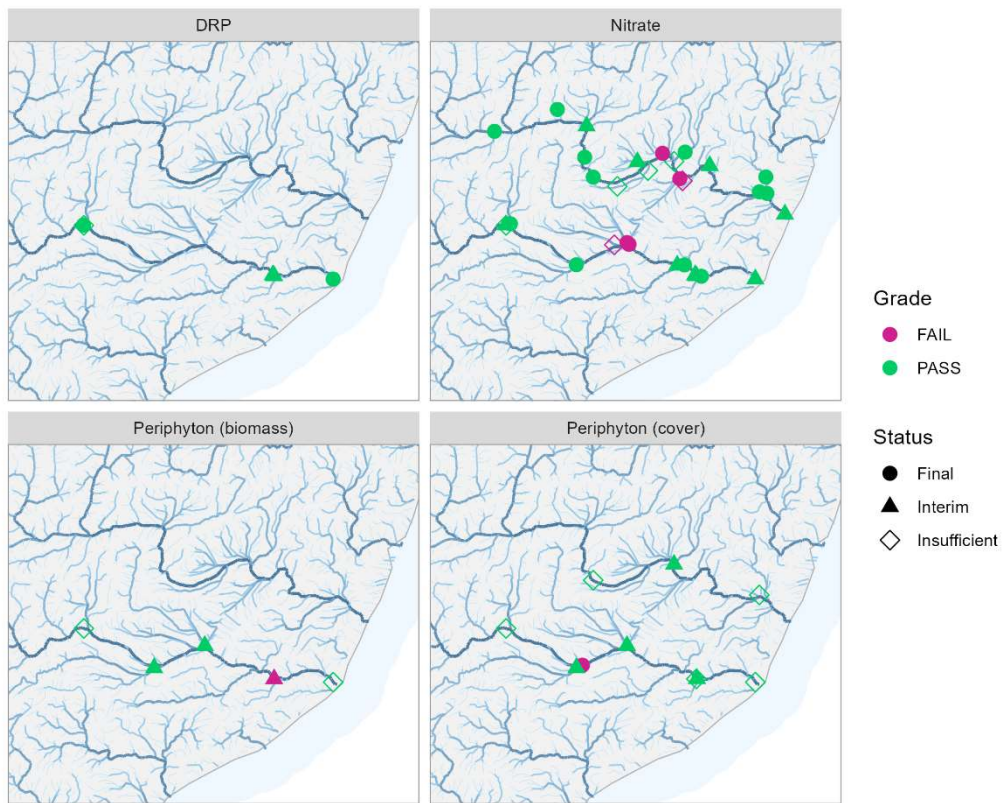 DRP
Nitrate
Periphyton (biomass)
Periphyton (cover)
Grade
FAIL
PASS
Status
Final
Interim
Insufficient